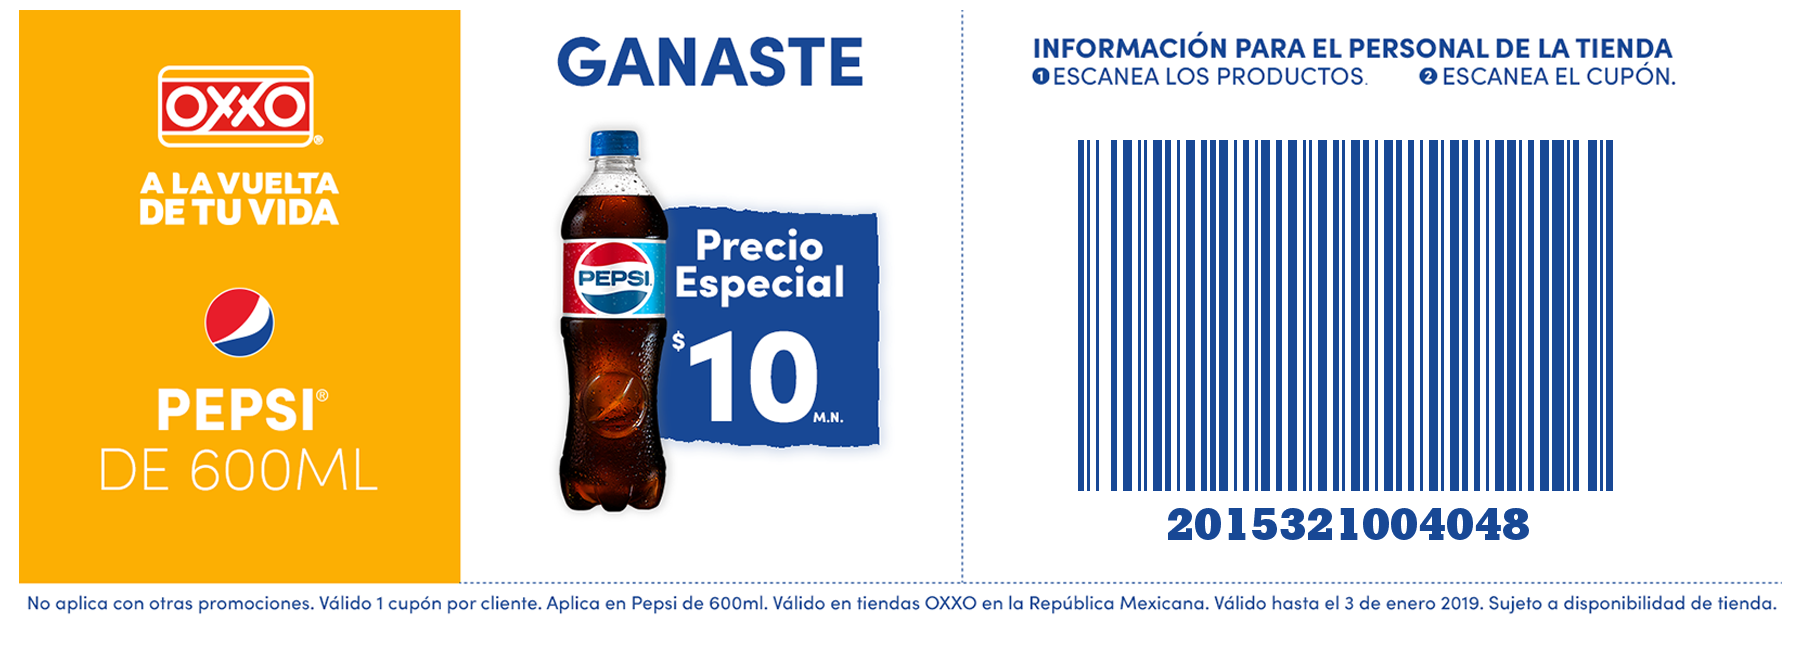 OXXO®
A LA VUELTA
DE TU VIDA
PEPSI®
DE 600ML
GANASTE
PEPSI
Precio
Especial
$10 M.N.
INFORMACIÓN PARA EL PERSONAL DE LA TIENDA
1 ESCANEA LOS PRODUCTOS. 2 ESCANEA EL CUPÓN.
2015321004048
No aplica con otras promociones. Válido 1 cupón por cliente. Aplica en Pepsi de 600ml. Válido en tiendas OXXO en la República Mexicana. Válido hasta el 3 de enero 2019. Sujeto a disponibilidad de tienda.